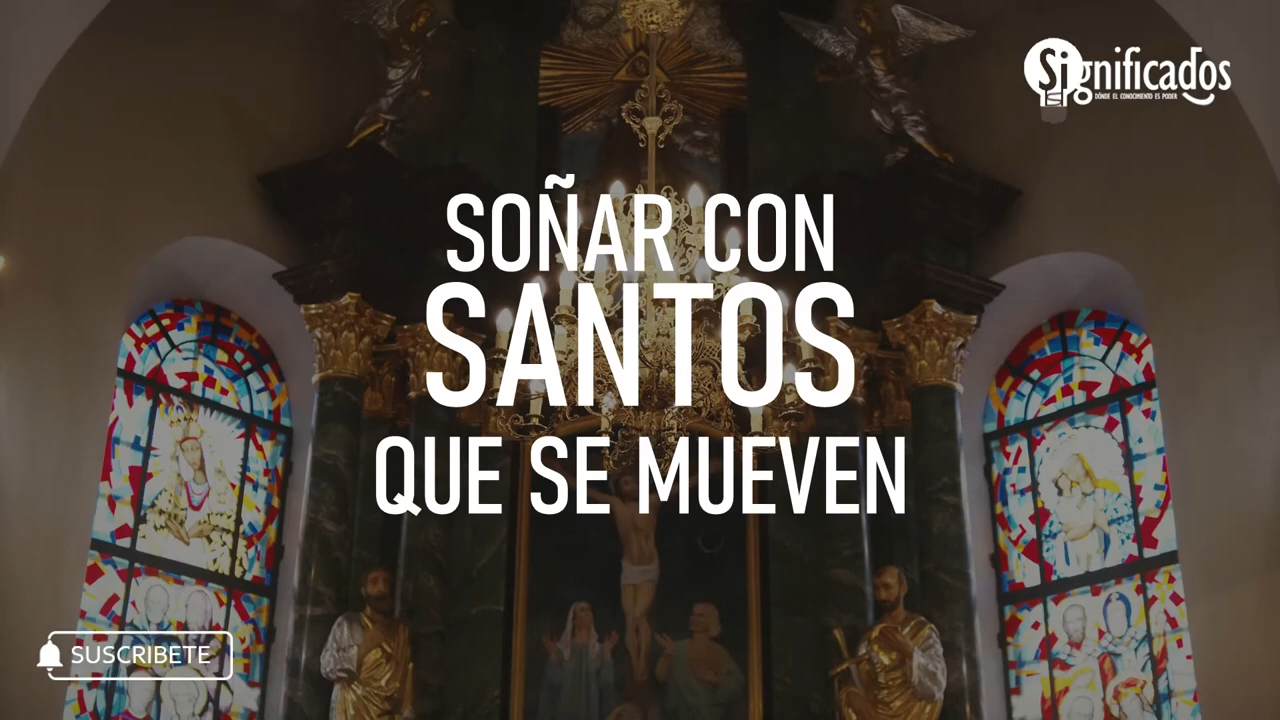 Significados
DÓNDE EL CONOCIMIENTO ES PODER
SOÑAR CON
SANTOS
QUE SE MUEVEN
SUSCRIBETE